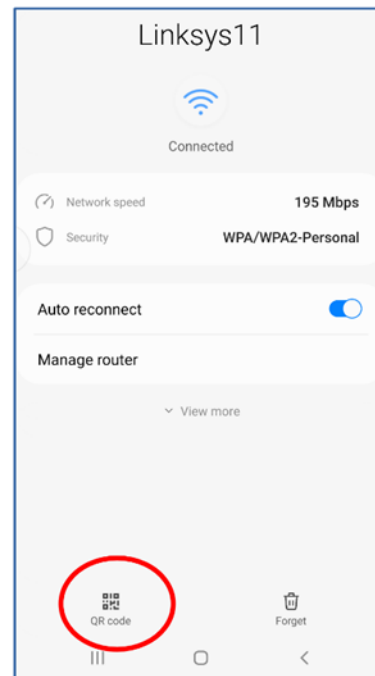 Linksys11
Connected
Network speed 195 Mbps
Security WPA/WPA2-Personal
Auto reconnect
Manage router
View more
QR code Forget